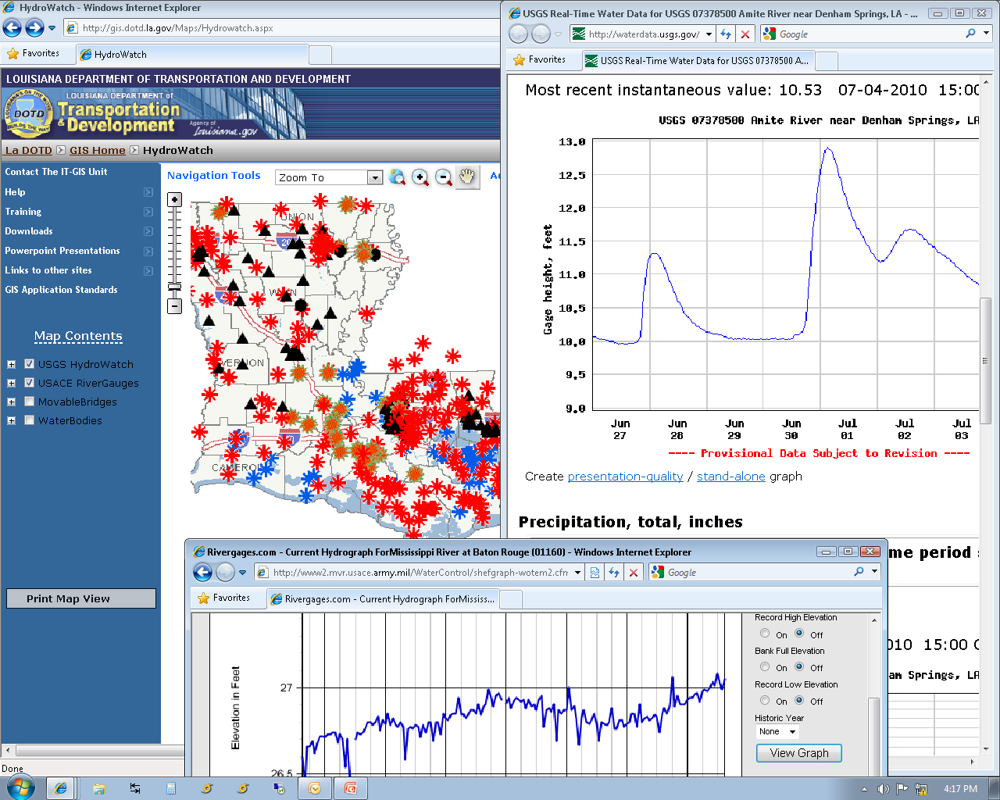 HydroWatch - Windows Internet Explorer
http://gis.dotd.la.gov/Maps/Hydrowatch.aspx
Favorites
HydroWatch
LOUISIANA DEPARTMENT OF TRANSPORTATION AND DEVELOPMENT
LOUISIANA DEPARTMENT of
DOTD
Transportation
& Development
Agency of
Louisiana.gov
La DOTD GIS Home HydroWatch
Contact The IT-GIS Unit
Help
Training
Downloads
Powerpoint Presentations
Links to other sites
GIS Application Standards
Map Contents
USGS HydroWatch
USACE RiverGauges
MovableBridges
WaterBodies
Print Map View
Navigation Tools
Zoom To
UNION
VERNON
USGS Real-Time Water Data for USGS 07378500 Amite River near Denham Springs, LA - ...
http://waterdata.usgs.gov/
Google
Favorites
USGS Real-Time Water Data for USGS 07378500 A...
Most recent instantaneous value: 10.53 07-04-2010 15:00
USGS 07378500 Amite River near Denham Springs, LA
Gage height, feet
13.0
12.5
12.0
11.5
11.0
10.5
10.0
9.5
9.0
Jun 27
Jun 28
Jun 29
Jun 30
Jul 01
Jul 02
Jul 03
---- Provisional Data Subject to Revision ----
Create presentation-quality / stand-alone graph
Precipitation, total, inches
me period
010 15:00
am Springs, LA
Rivergages.com - Current Hydrograph ForMississippi River at Baton Rouge (01160) - Windows Internet Explorer
http://www2.mvr.usace.army.mil/WaterControl/shefgraph-wotem2.cfm
Google
Favorites
Rivergages.com - Current Hydrograph ForMississ...
Elevation in Feet
27
26.5
Record High Elevation
On Off
Bank Full Elevation
On Off
Record Low Elevation
On Off
Historic Year
None
View Graph
Done
4:17 PM